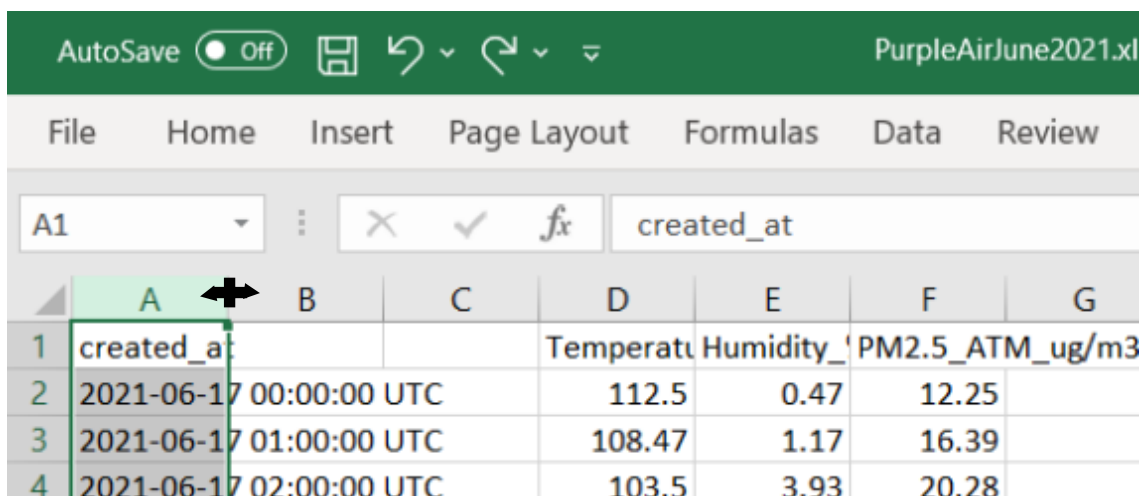 AutoSave Off PurpleAirJune2021.xl
File Home Insert Page Layout Formulas Data Review
A1 fx created_at
A B C D E F G
1 created_at Temperatu Humidity_ PM2.5_ATM_ug/m3
2 2021-06-17 00:00:00 UTC 112.5 0.47 12.25
3 2021-06-17 01:00:00 UTC 108.47 1.17 16.39
4 2021-06-17 02:00:00 UTC 103.5 3.93 20.28